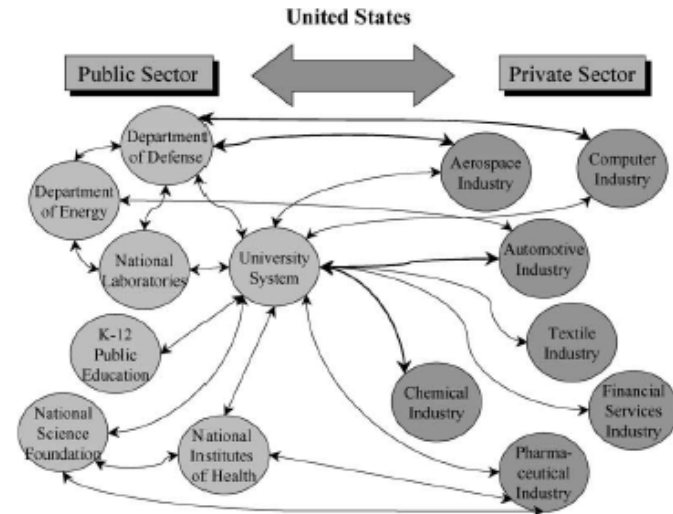 United States
Public Sector
Private Sector
Department
of Defense
Aerospace
Industry
Computer
Industry
Department
of Energy
National
Laboratories
University
System
Automotive
Industry
K-12
Public
Education
Textile
Industry
Chemical
Industry
Financial
Services
Industry
National
Science
Foundation
National
Institutes
of Health
Pharma-
ceutical
Industry